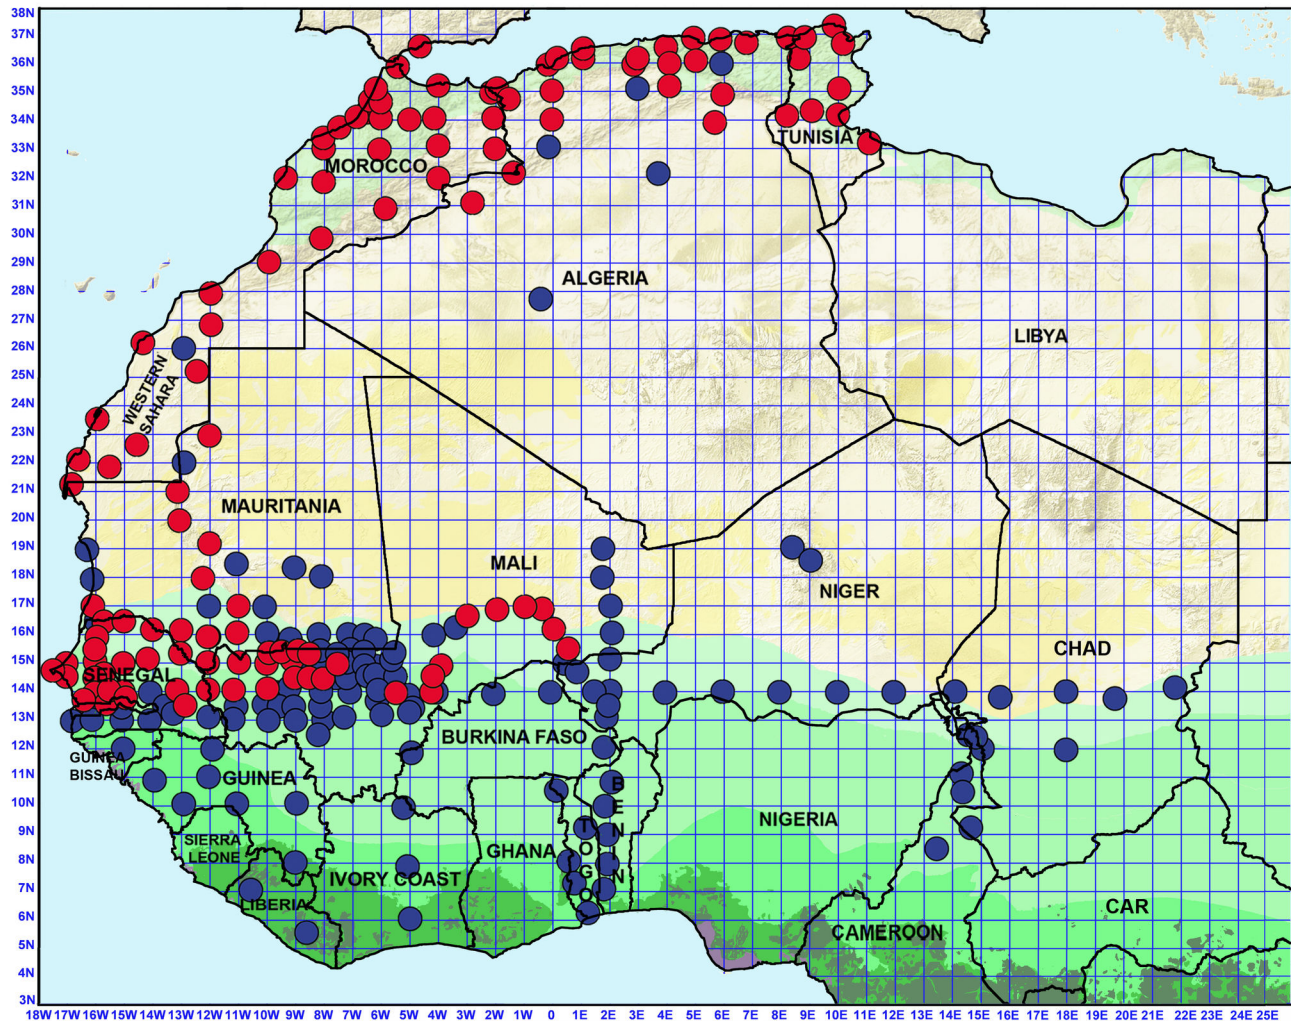 38N
37N
36N
35N
34N
33N
32N
31N
30N
29N
28N
27N
26N
25N
24N
23N
22N
21N
20N
19N
18N
17N
16N
15N
14N
13N
12N
11N
10N
9N
8N
7N
6N
5N
4N
3N
TUNISIA
MOROCCO
ALGERIA
LIBYA
WESTERN
SAHARA
MAURITANIA
MALI
NIGER
CHAD
SENEGAL
BURKINA FASO
GUINEA
BISSAU
GUINEA
BENIN
NIGERIA
TOGO
SIERRA
LEONE
GHANA
IVORY COAST
LIBERIA
CAR
CAMEROON
18W 17W 16W 15W 14W 13W 12W 11W 10W 9W 8W 7W 6W 5W 4W 3W 2W 1W 0 1E 2E 3E 4E 5E 6E 7E 8E 9E 10E 11E 12E 13E 14E 15E 16E 17E 18E 19E 20E 21E 22E 23E 24E 25E